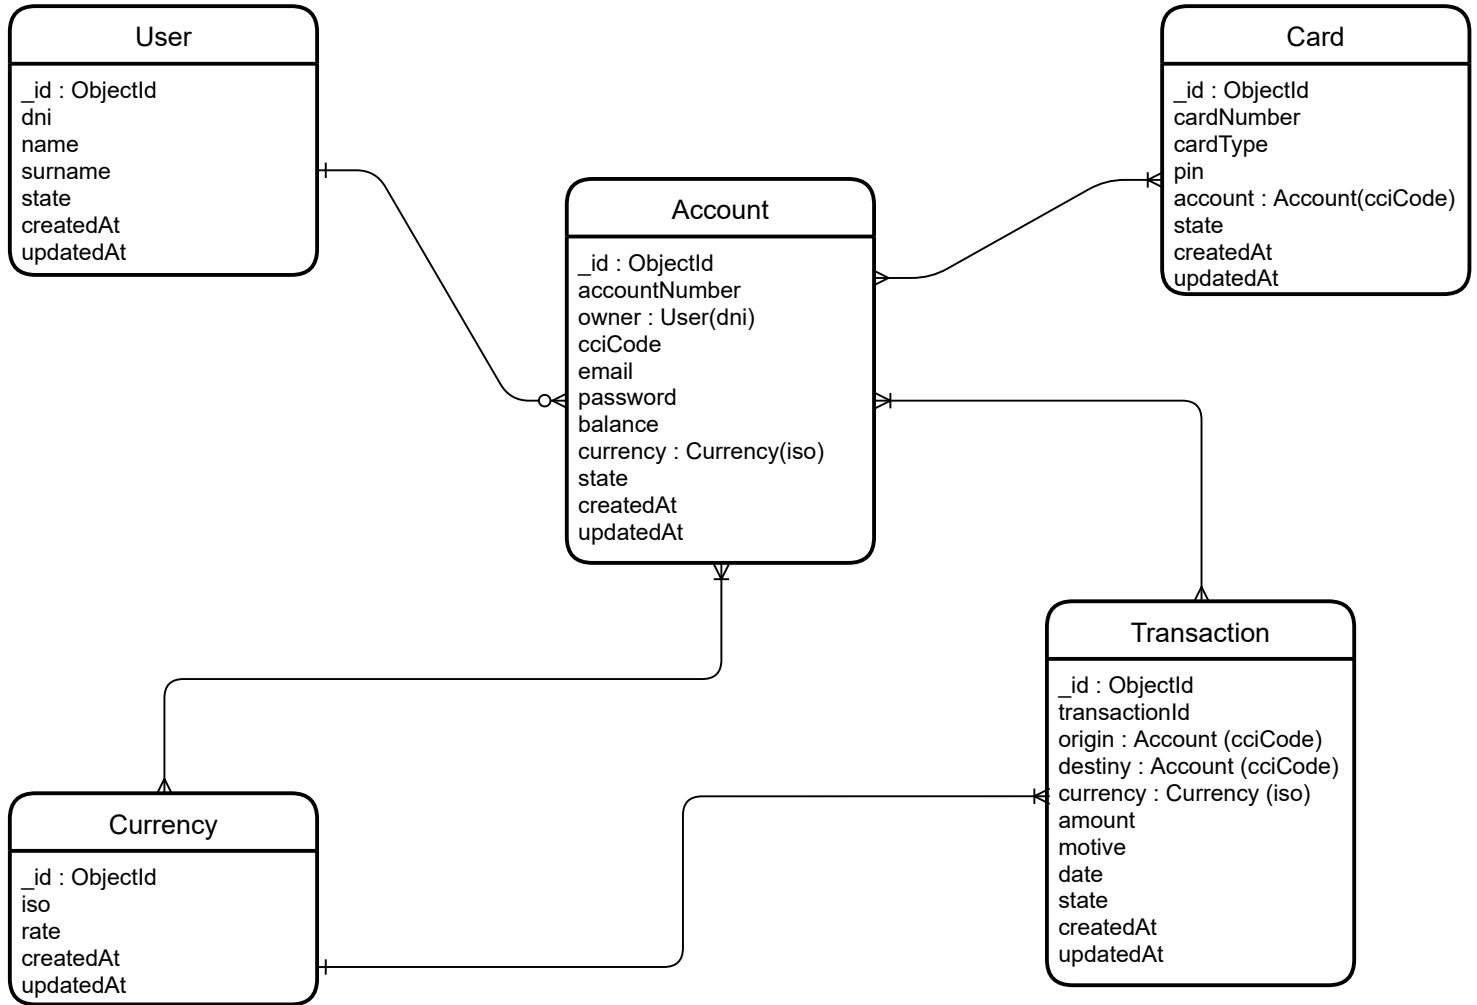 User
_id : ObjectId
dni
name
surname
state
createdAt
updatedAt
Card
_id : ObjectId
cardNumber
cardType
pin
account : Account(cciCode)
state
createdAt
updatedAt
Account
_id : ObjectId
accountNumber
owner : User(dni)
cciCode
email
password
balance
currency : Currency(iso)
state
createdAt
updatedAt
Transaction
_id : ObjectId
transactionId
origin : Account (cciCode)
destiny : Account (cciCode)
currency : Currency (iso)
amount
motive
date
state
createdAt
updatedAt
Currency
_id : ObjectId
iso
rate
createdAt
updatedAt